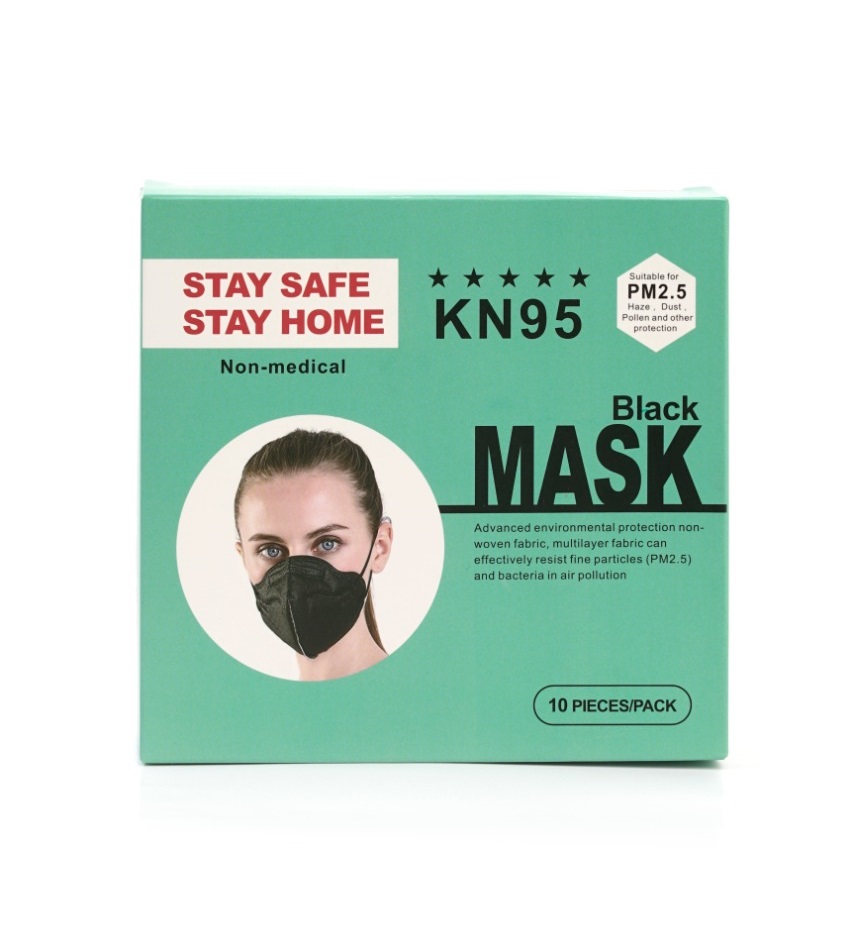 STAY SAFE
STAY HOME
Non-medical
KN95
Suitable for
PM2.5
Haze , Dust ,
Pollen and other
protection
Black
MASK
Advanced environmental protection non-
woven fabric, multilayer fabric can
effectively resist fine particles (PM2.5)
and bacteria in air pollution
10 PIECES/PACK